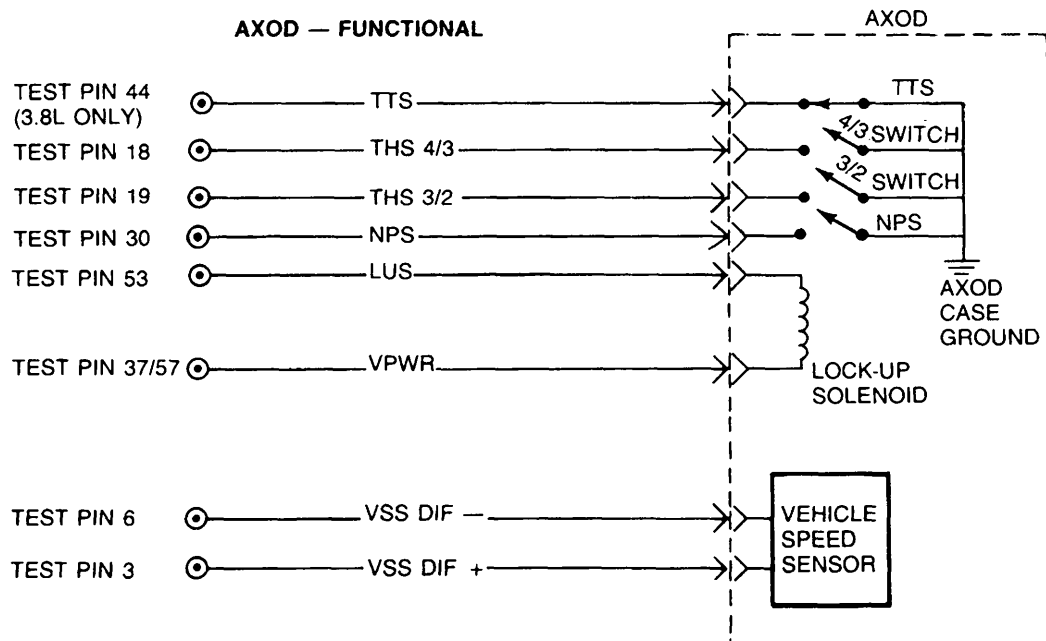 AXOD — FUNCTIONAL
AXOD
TEST PIN 44
(3.8L ONLY)
TTS
TTS
TEST PIN 18
THS 4/3
4/3 SWITCH
TEST PIN 19
THS 3/2
3/2 SWITCH
TEST PIN 30
NPS
NPS
TEST PIN 53
LUS
AXOD
CASE
GROUND
TEST PIN 37/57
VPWR
LOCK-UP
SOLENOID
TEST PIN 6
VSS DIF —
TEST PIN 3
VSS DIF +
VEHICLE
SPEED
SENSOR